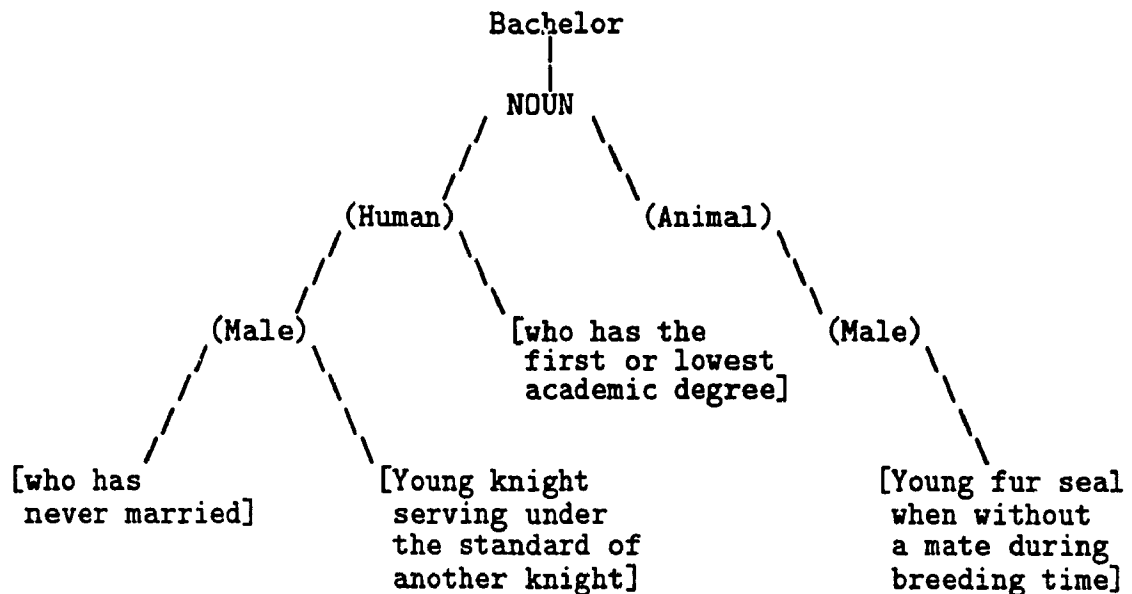 Bachelor
NOUN
(Human)
(Animal)
(Male)
[who has the
first or lowest
academic degree]
(Male)
[who has
never married]
[Young knight
serving under
the standard of
another knight]
[Young fur seal
when without
a mate during
breeding time]